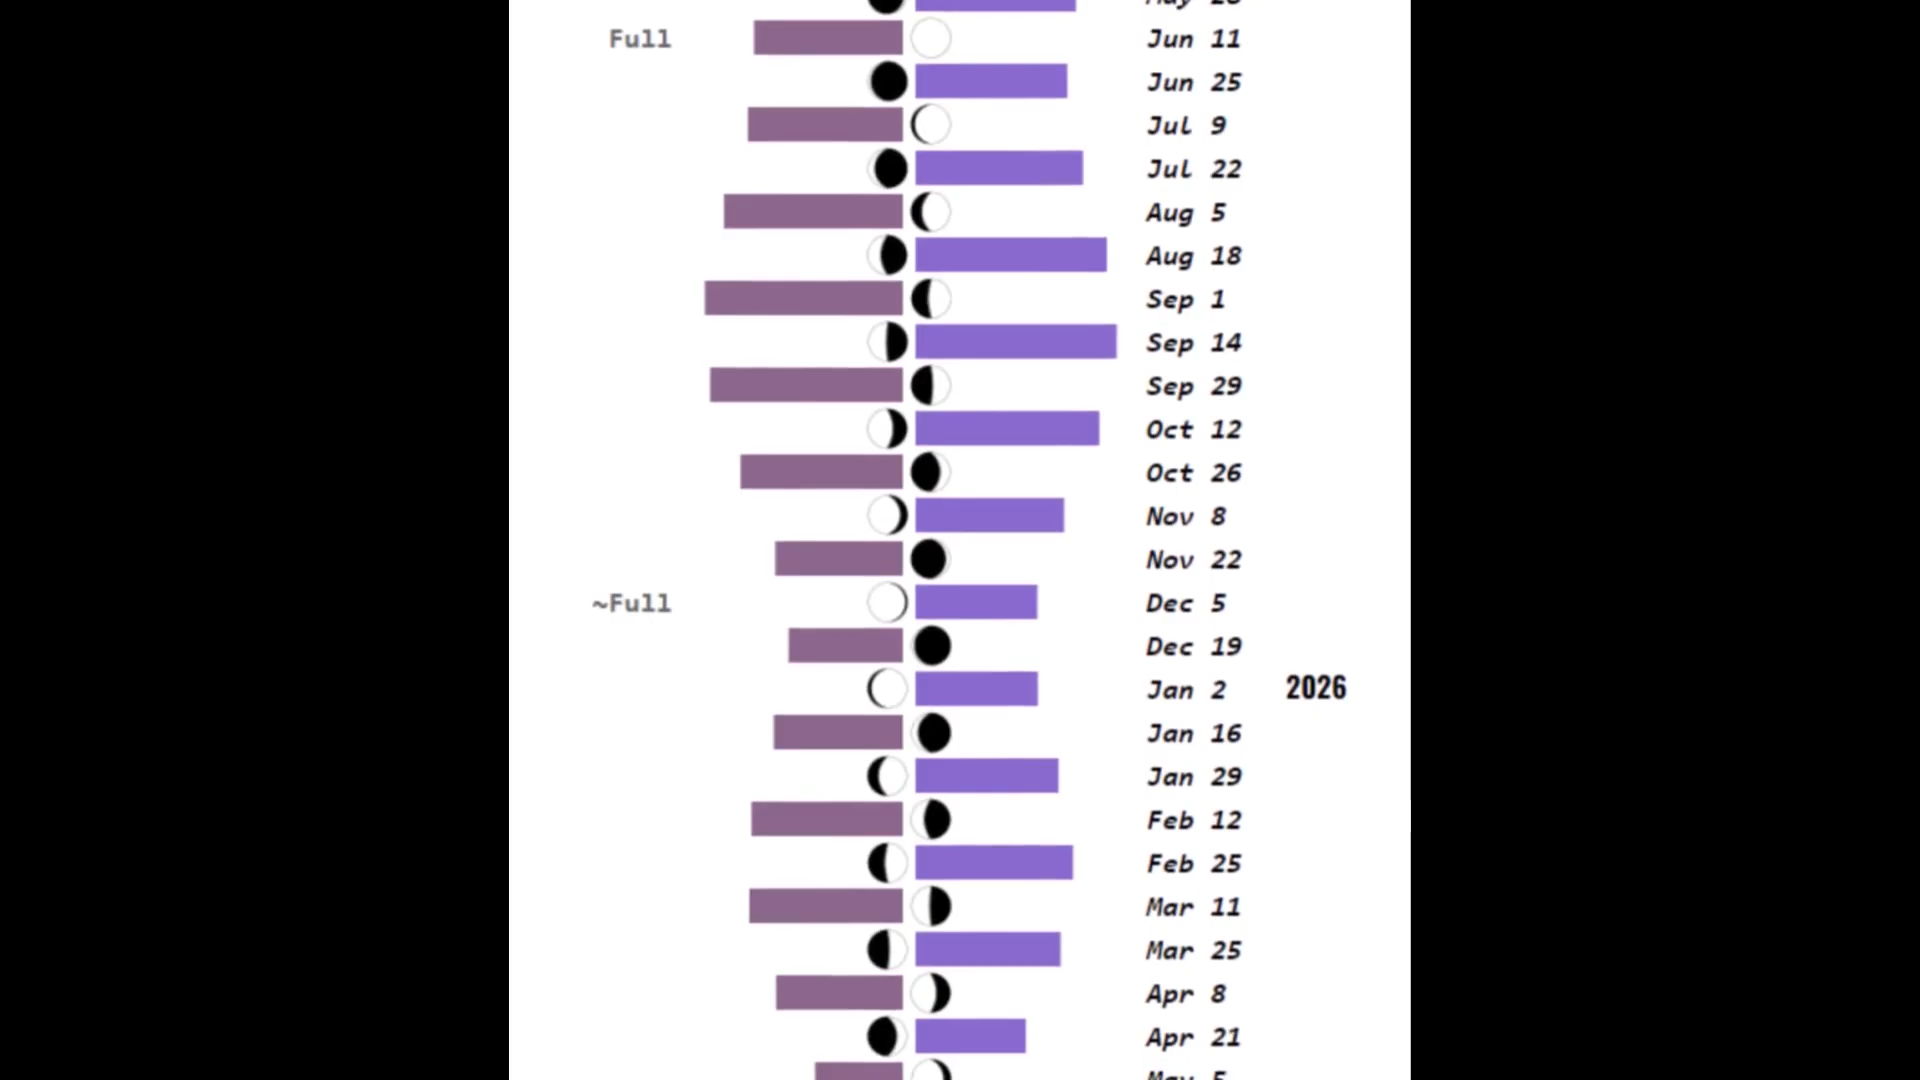 Full Jun 11
Jun 25
Jul 9
Jul 22
Aug 5
Aug 18
Sep 1
Sep 14
Sep 29
Oct 12
Oct 26
Nov 8
Nov 22
~Full Dec 5
Dec 19
Jan 2 2026
Jan 16
Jan 29
Feb 12
Feb 25
Mar 11
Mar 25
Apr 8
Apr 21
May 5